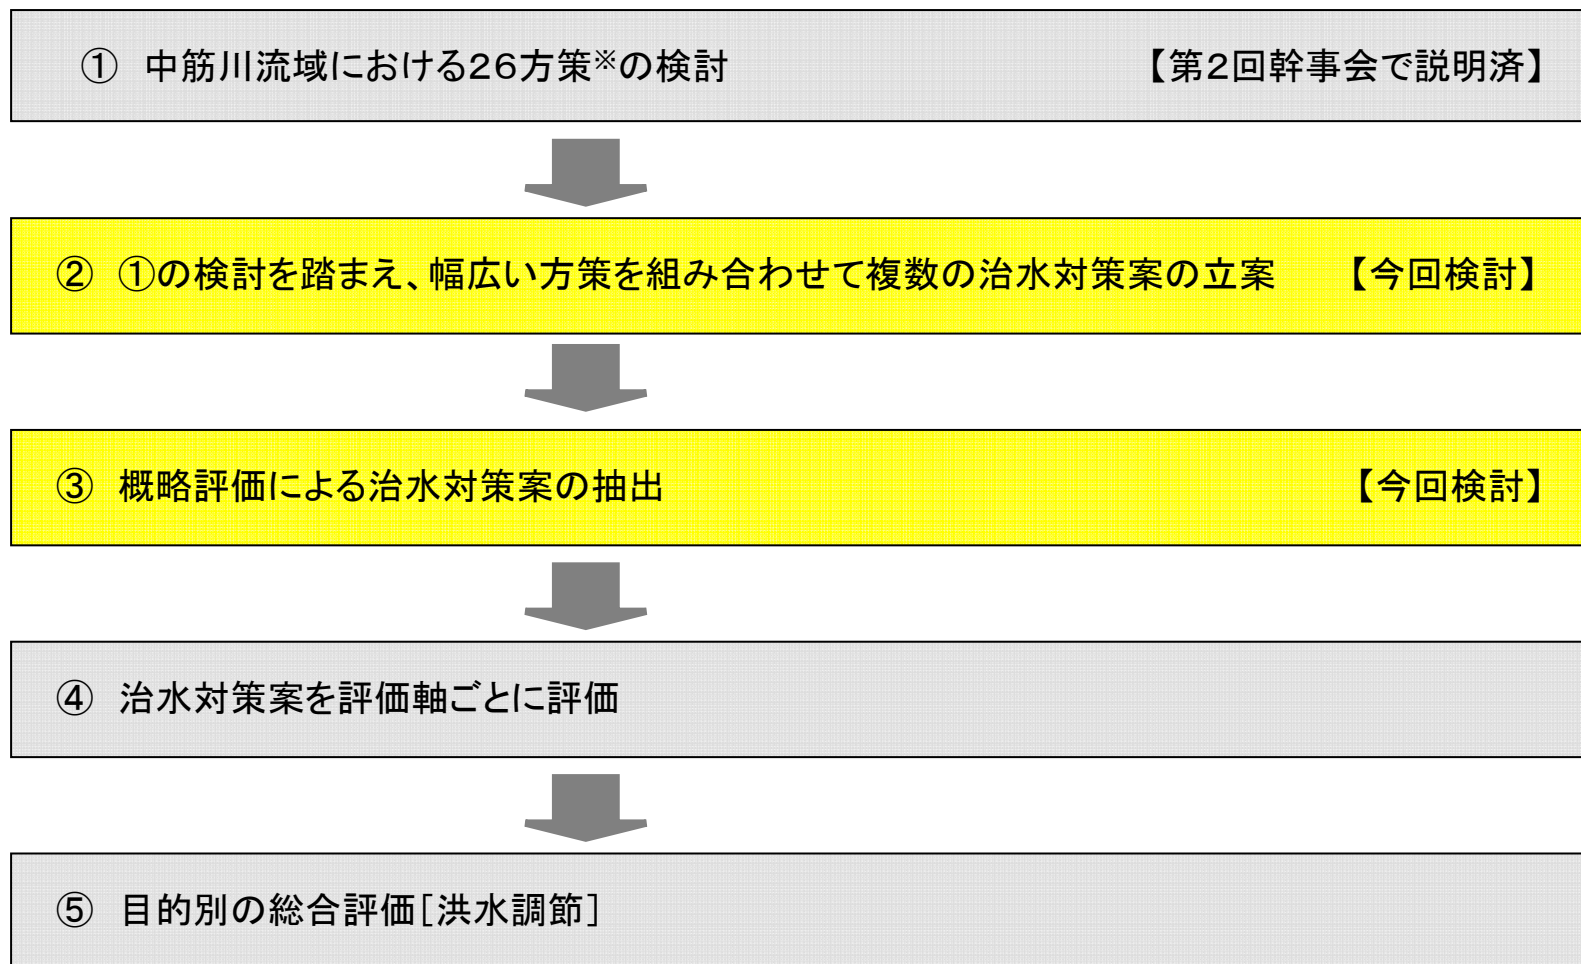 ① 中筋川流域における26方策※の検討 【第2回幹事会で説明済】
② ①の検討を踏まえ、幅広い方策を組み合わせて複数の治水対策案の立案 【今回検討】
③ 概略評価による治水対策案の抽出 【今回検討】
④ 治水対策案を評価軸ごとに評価
⑤ 目的別の総合評価［洪水調節］